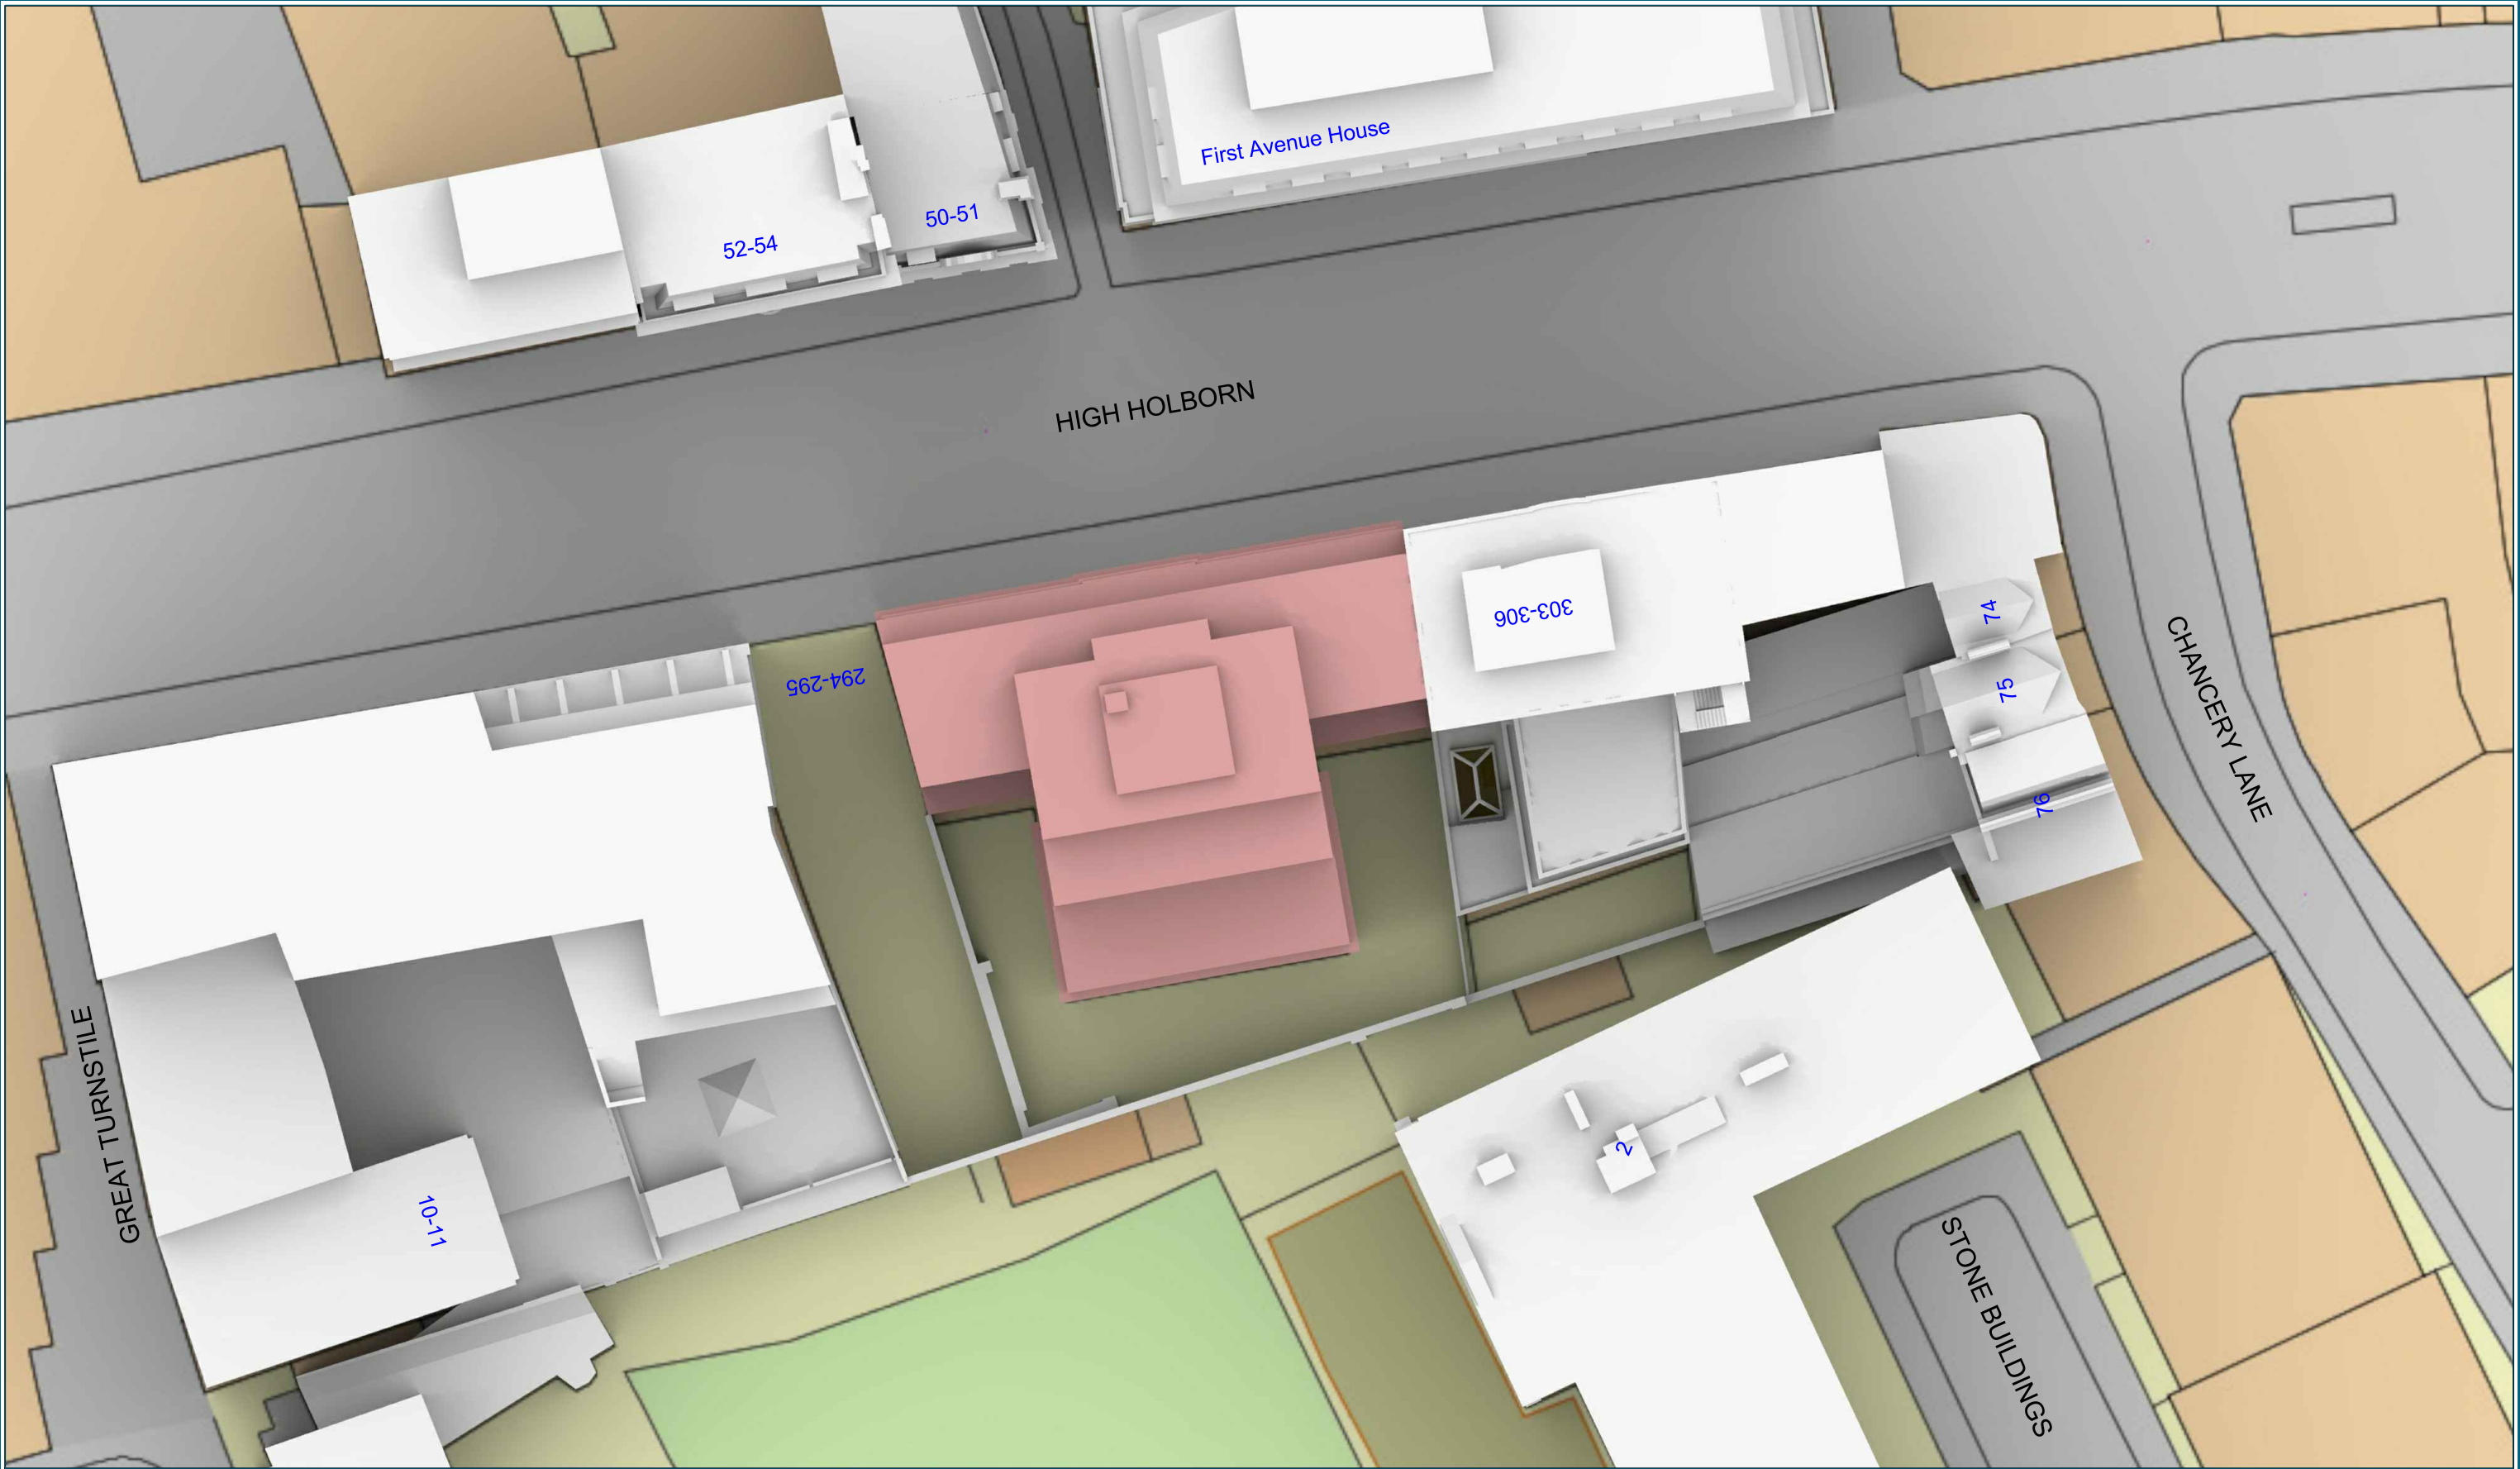 First Avenue House
50-51
52-54
HIGH HOLBORN
303-306
74
294-295
75
CHANCERY LANE
76
GREAT TURNSTILE
2
10-11
STONE BUILDINGS